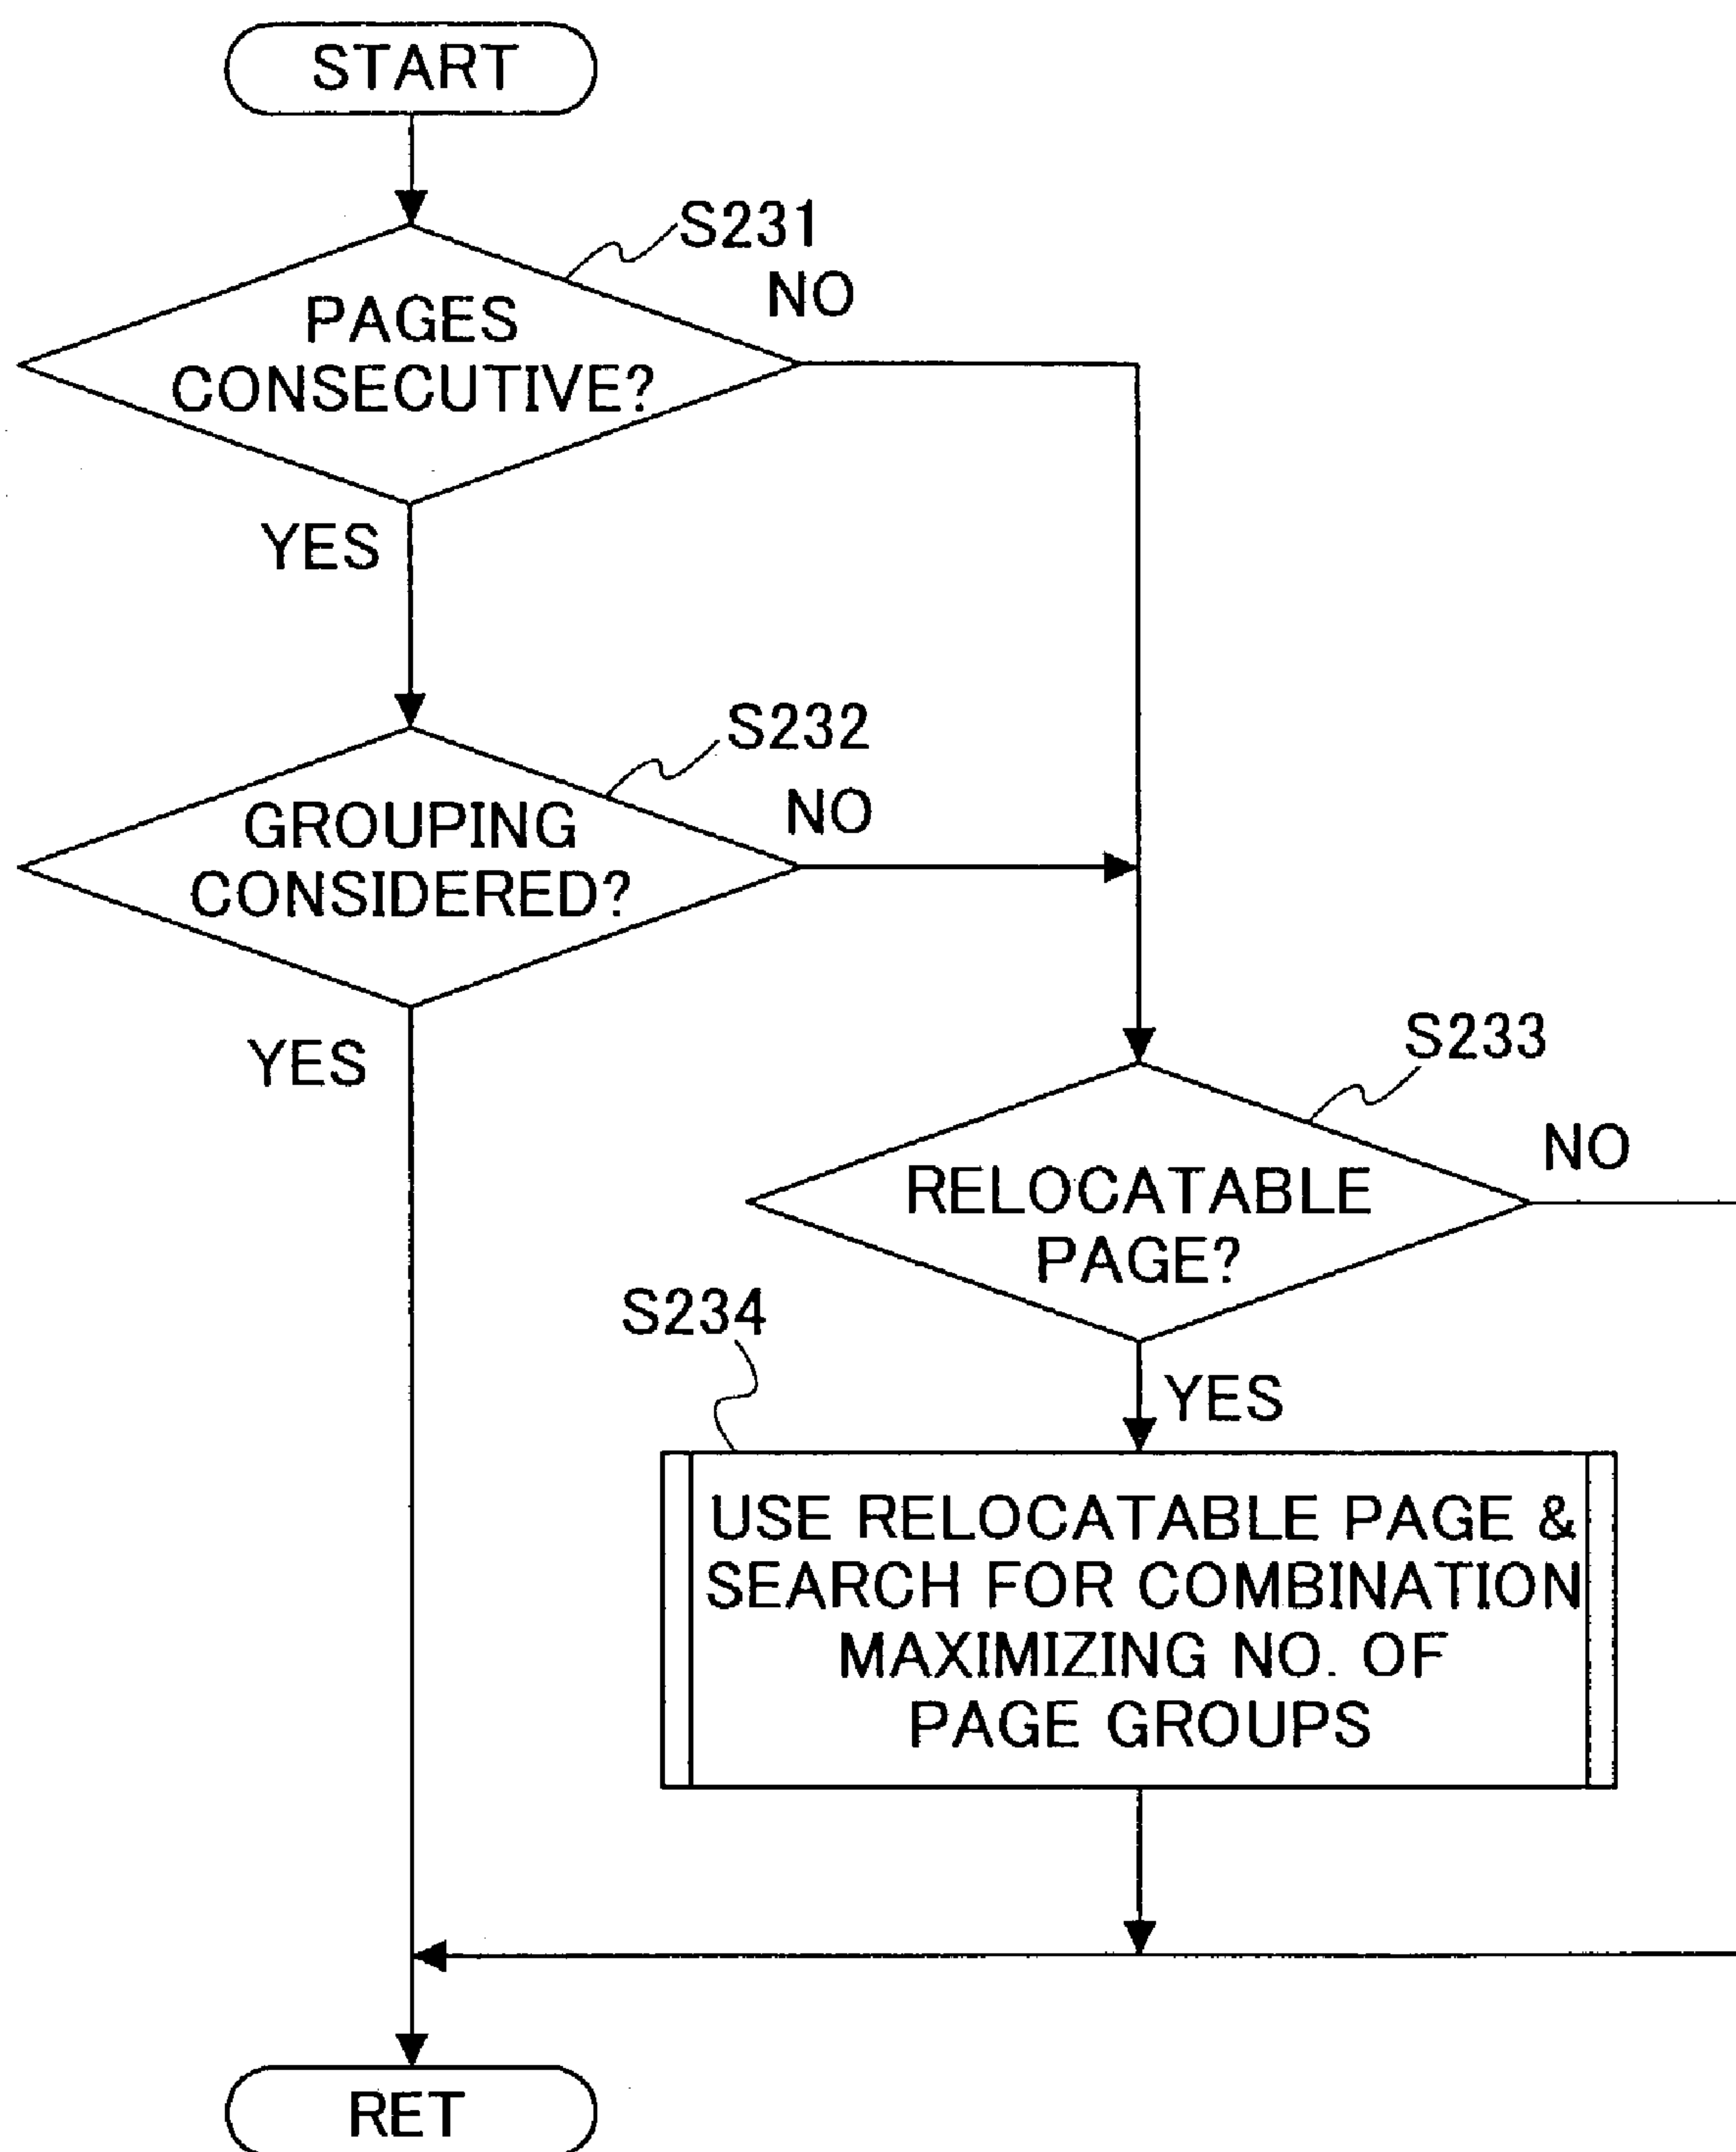 START
S231
NO
PAGES
CONSECUTIVE?
YES
S232
NO
GROUPING
CONSIDERED?
YES
S233
NO
RELOCATABLE
PAGE?
S234
YES
USE RELOCATABLE PAGE &
SEARCH FOR COMBINATION
MAXIMIZING NO. OF
PAGE GROUPS
RET